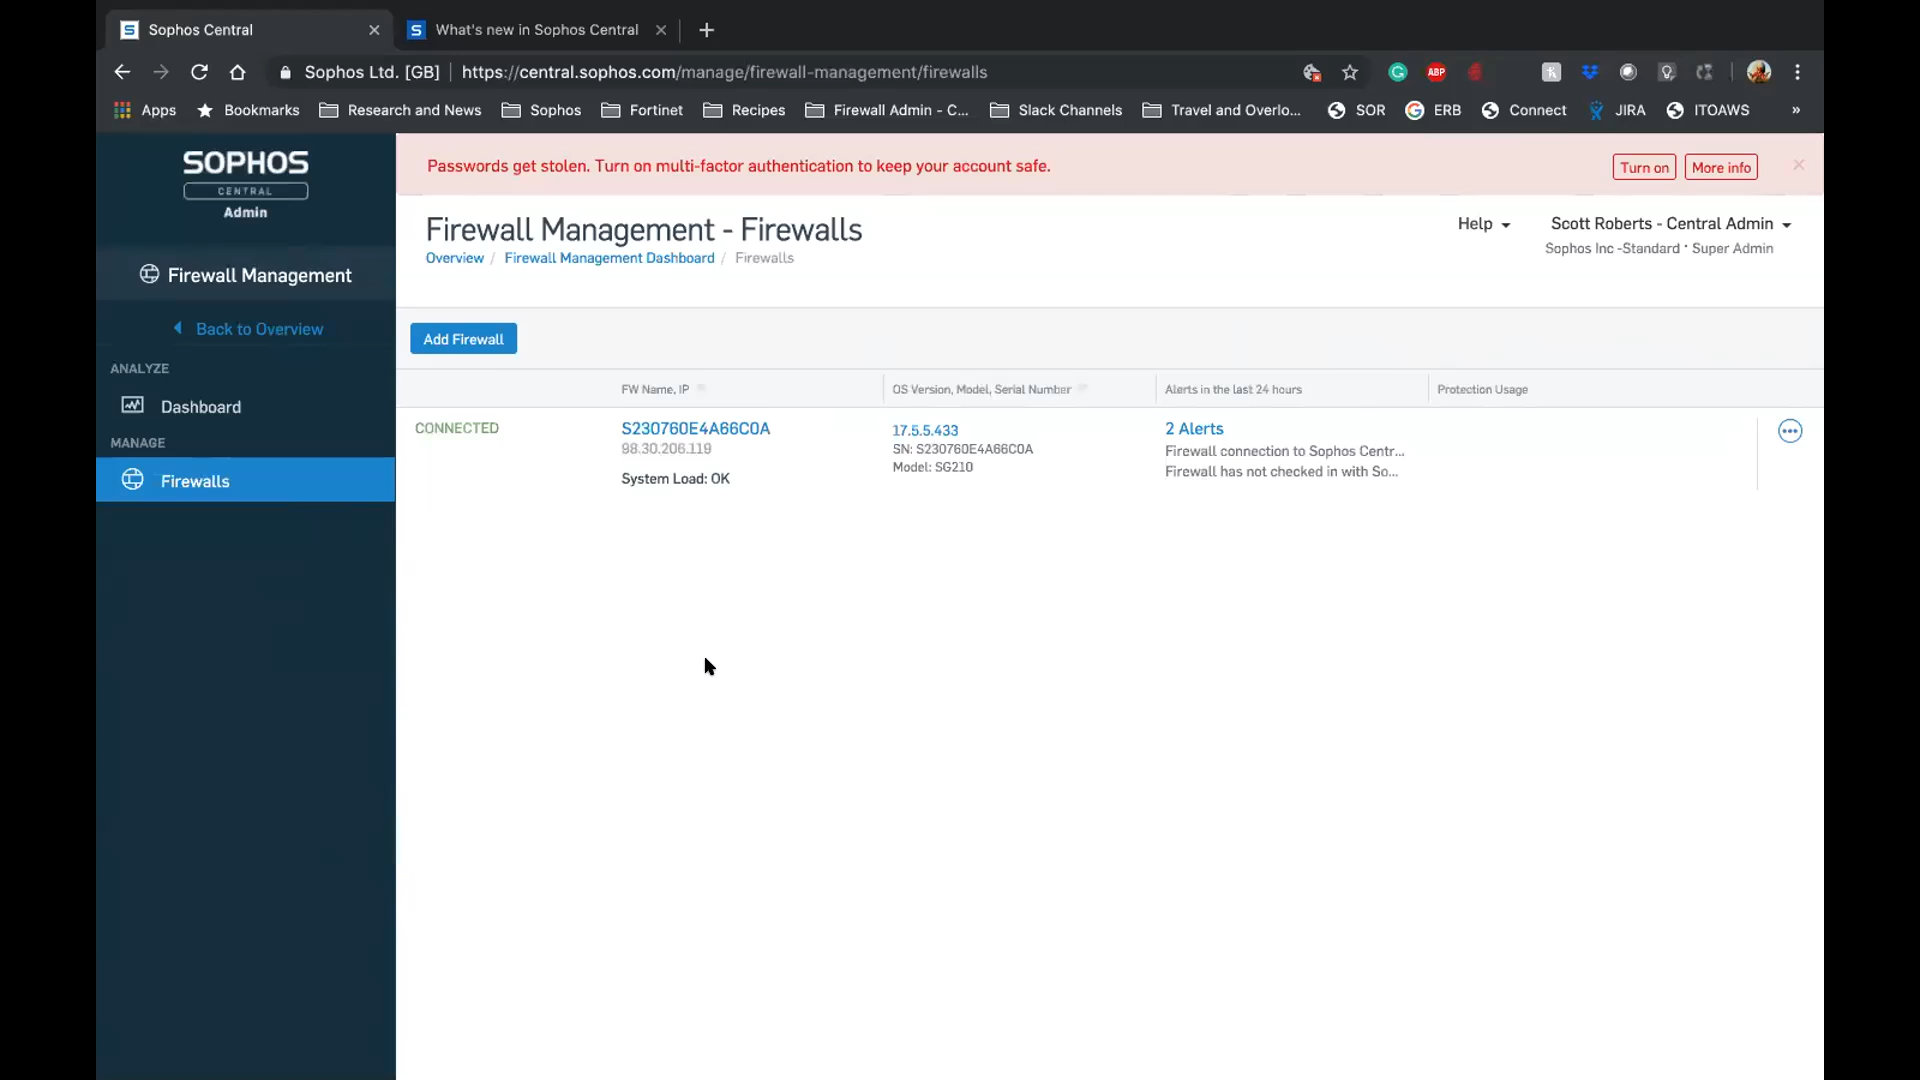 Sophos Central
What's new in Sophos Central
Sophos Ltd. [GB]
https://central.sophos.com/manage/firewall-management/firewalls
ABP
Apps
Bookmarks
Research and News
Sophos
Fortinet
Recipes
Firewall Admin - C...
Slack Channels
Travel and Overlo...
SOR
ERB
Connect
JIRA
ITOAWS
»
SOPHOS
CENTRAL
Admin
Passwords get stolen. Turn on multi-factor authentication to keep your account safe.
Turn on
More info
Firewall Management - Firewalls
Help
Scott Roberts - Central Admin
Overview / Firewall Management Dashboard / Firewalls
Sophos Inc -Standard · Super Admin
Firewall Management
Back to Overview
ANALYZE
Dashboard
MANAGE
Firewalls
Add Firewall
FW Name, IP
OS Version, Model, Serial Number
Alerts in the last 24 hours
Protection Usage
CONNECTED
S230760E4A66C0A
98.30.206.119
System Load: OK
17.5.5.433
SN: S230760E4A66C0A
Model: SG210
2 Alerts
Firewall connection to Sophos Centr...
Firewall has not checked in with So...